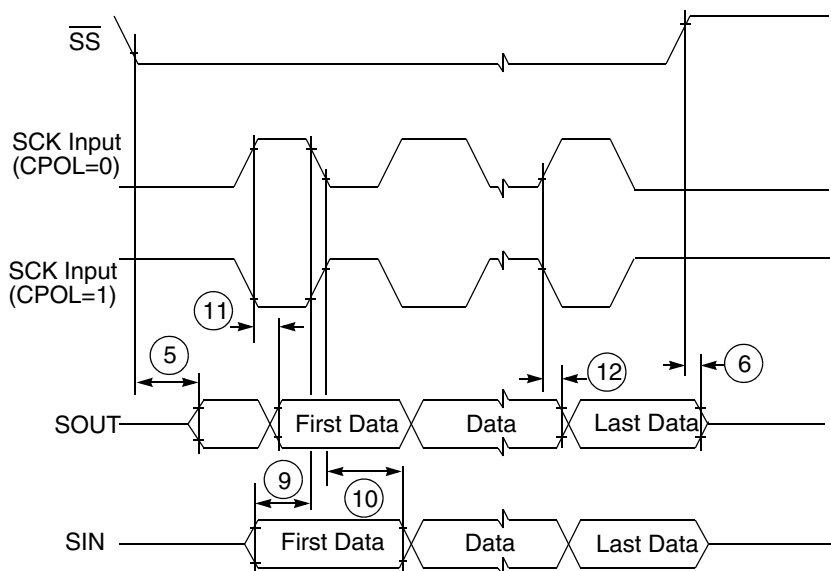 SS
SCK Input
(CPOL=0)
SCK Input
(CPOL=1)
11
5
12
6
SOUT
First Data
Data
Last Data
9
10
SIN
First Data
Data
Last Data